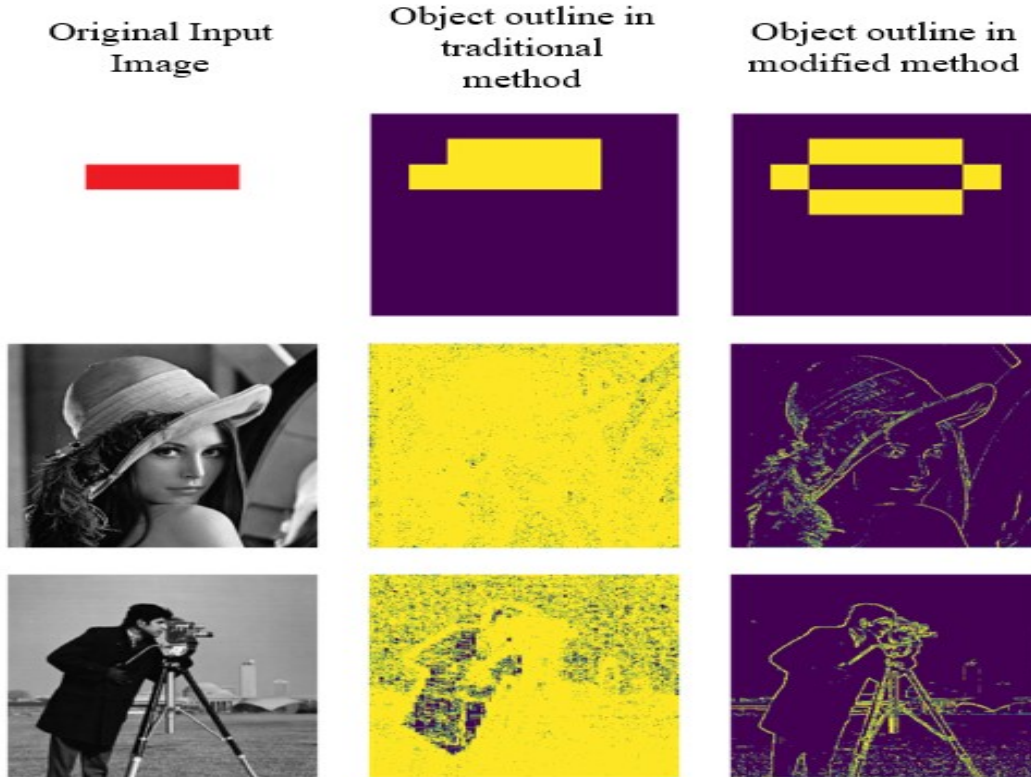 Original Input
Image
Object outline in
traditional
method
Object outline in
modified method